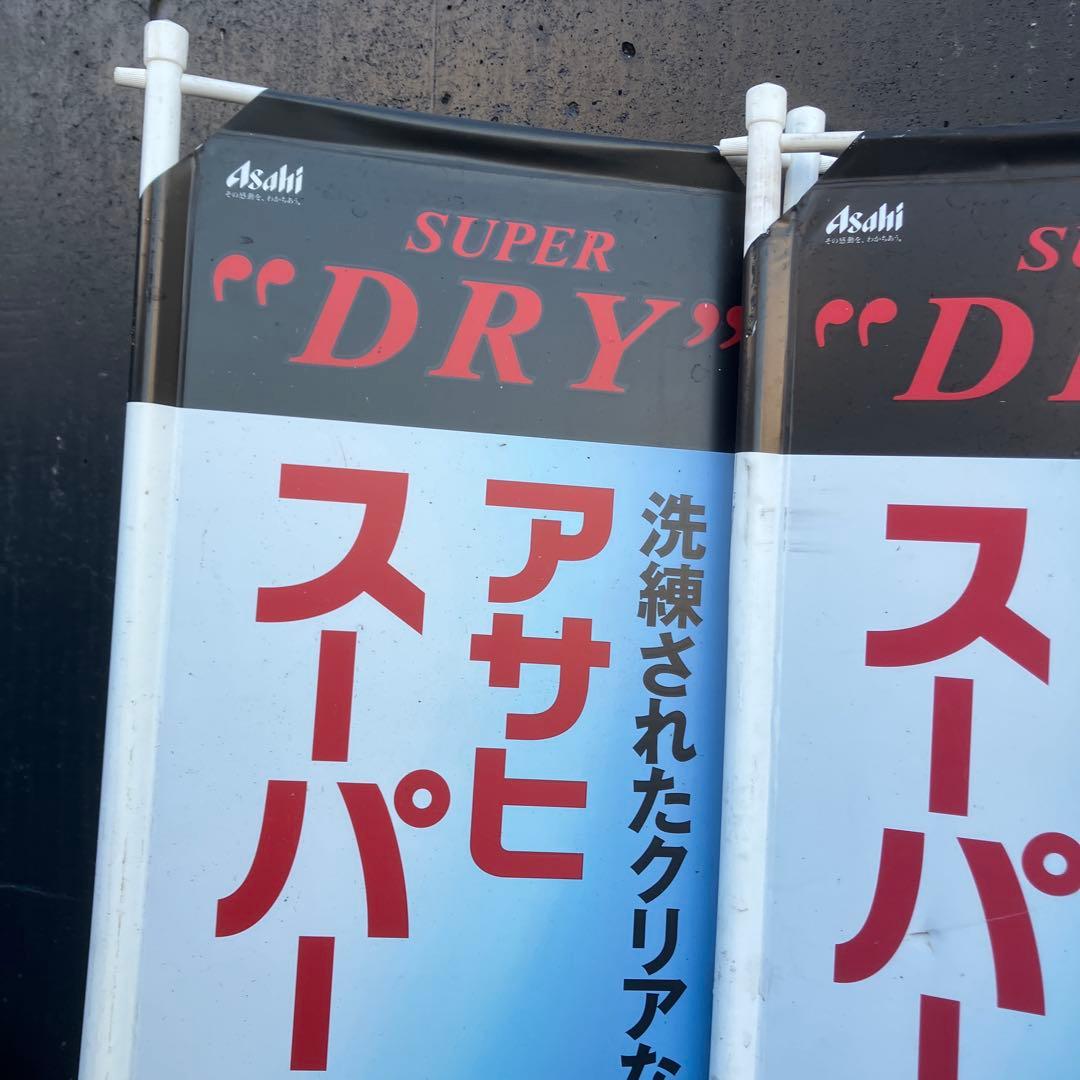 Asahi
その感動を、わかちあう。
SUPER
“DRY”
洗練されたクリアな
アサヒ
スーパー
Asahi
その感動を、わかちあう。
SU
“D
スーパー